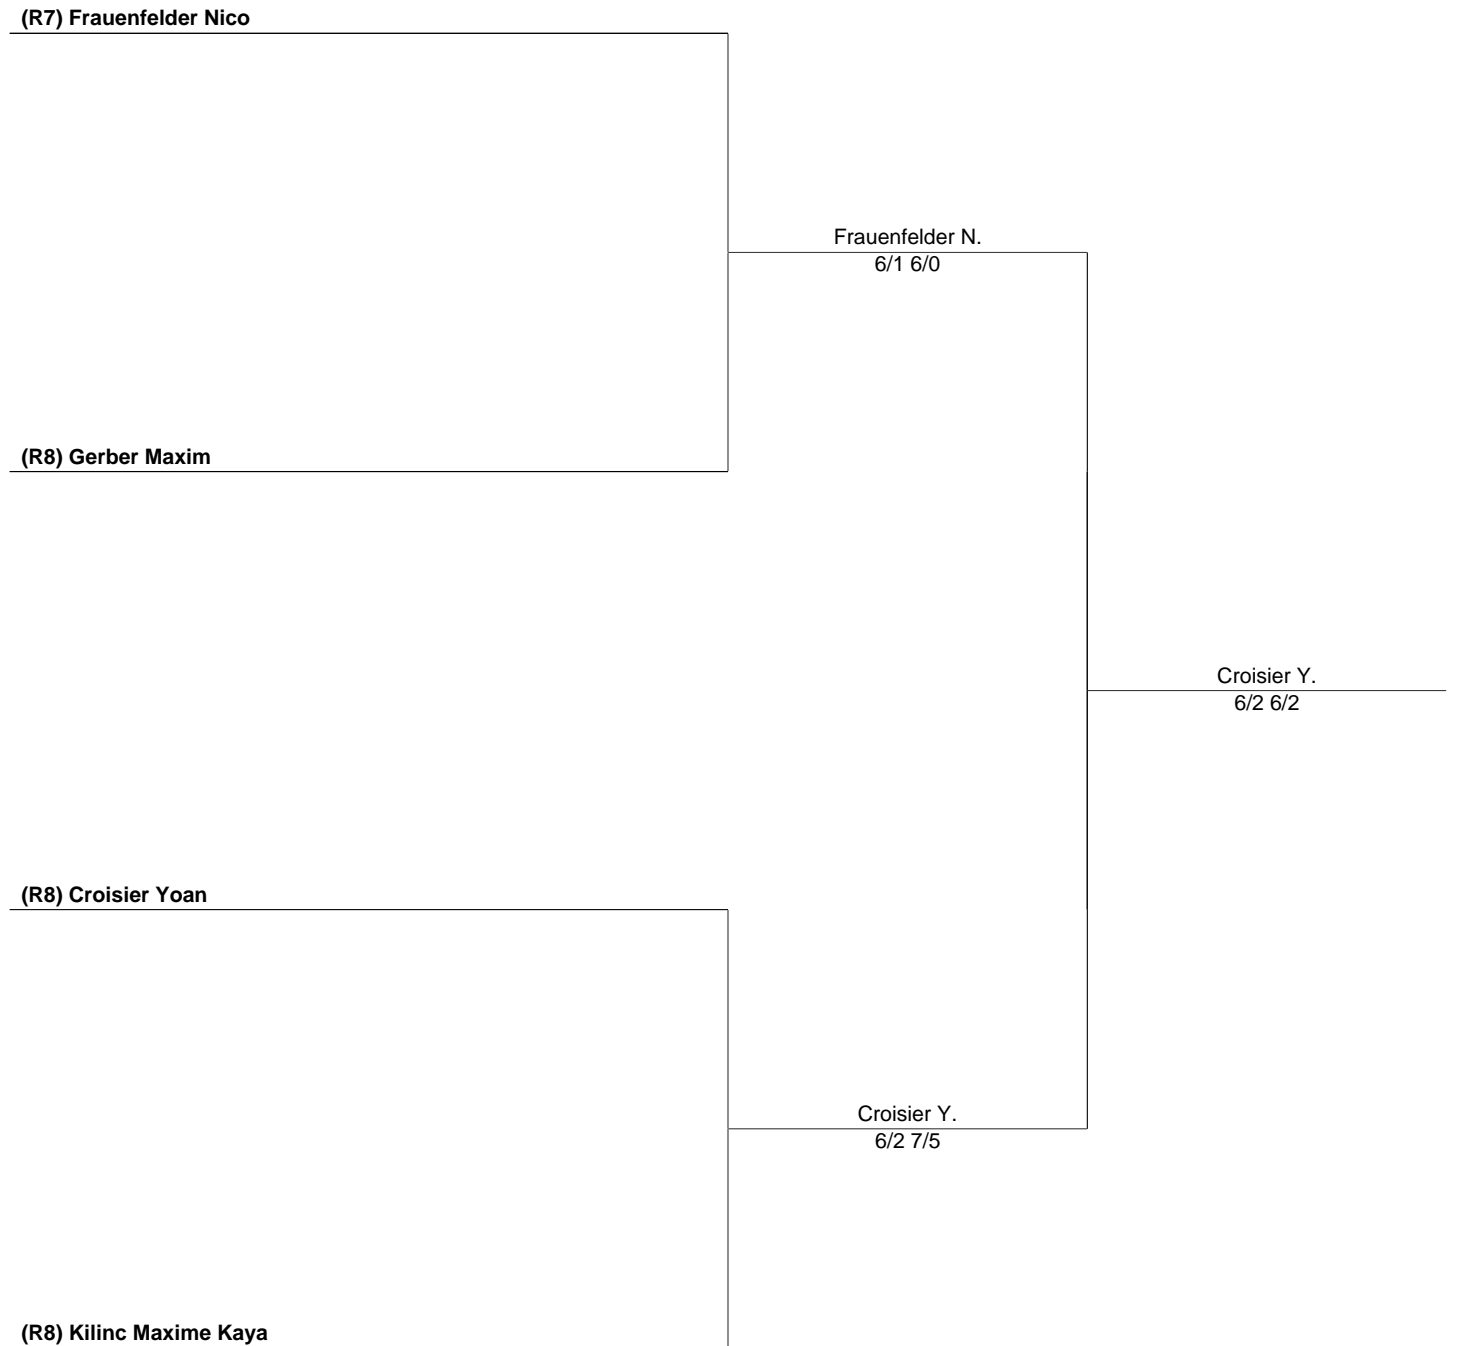 (R7) Frauenfelder Nico
Frauenfelder N.
6/1 6/0
(R8) Gerber Maxim
Croisier Y.
6/2 6/2
(R8) Croisier Yoan
Croisier Y.
6/2 7/5
(R8) Kilinc Maxime Kaya